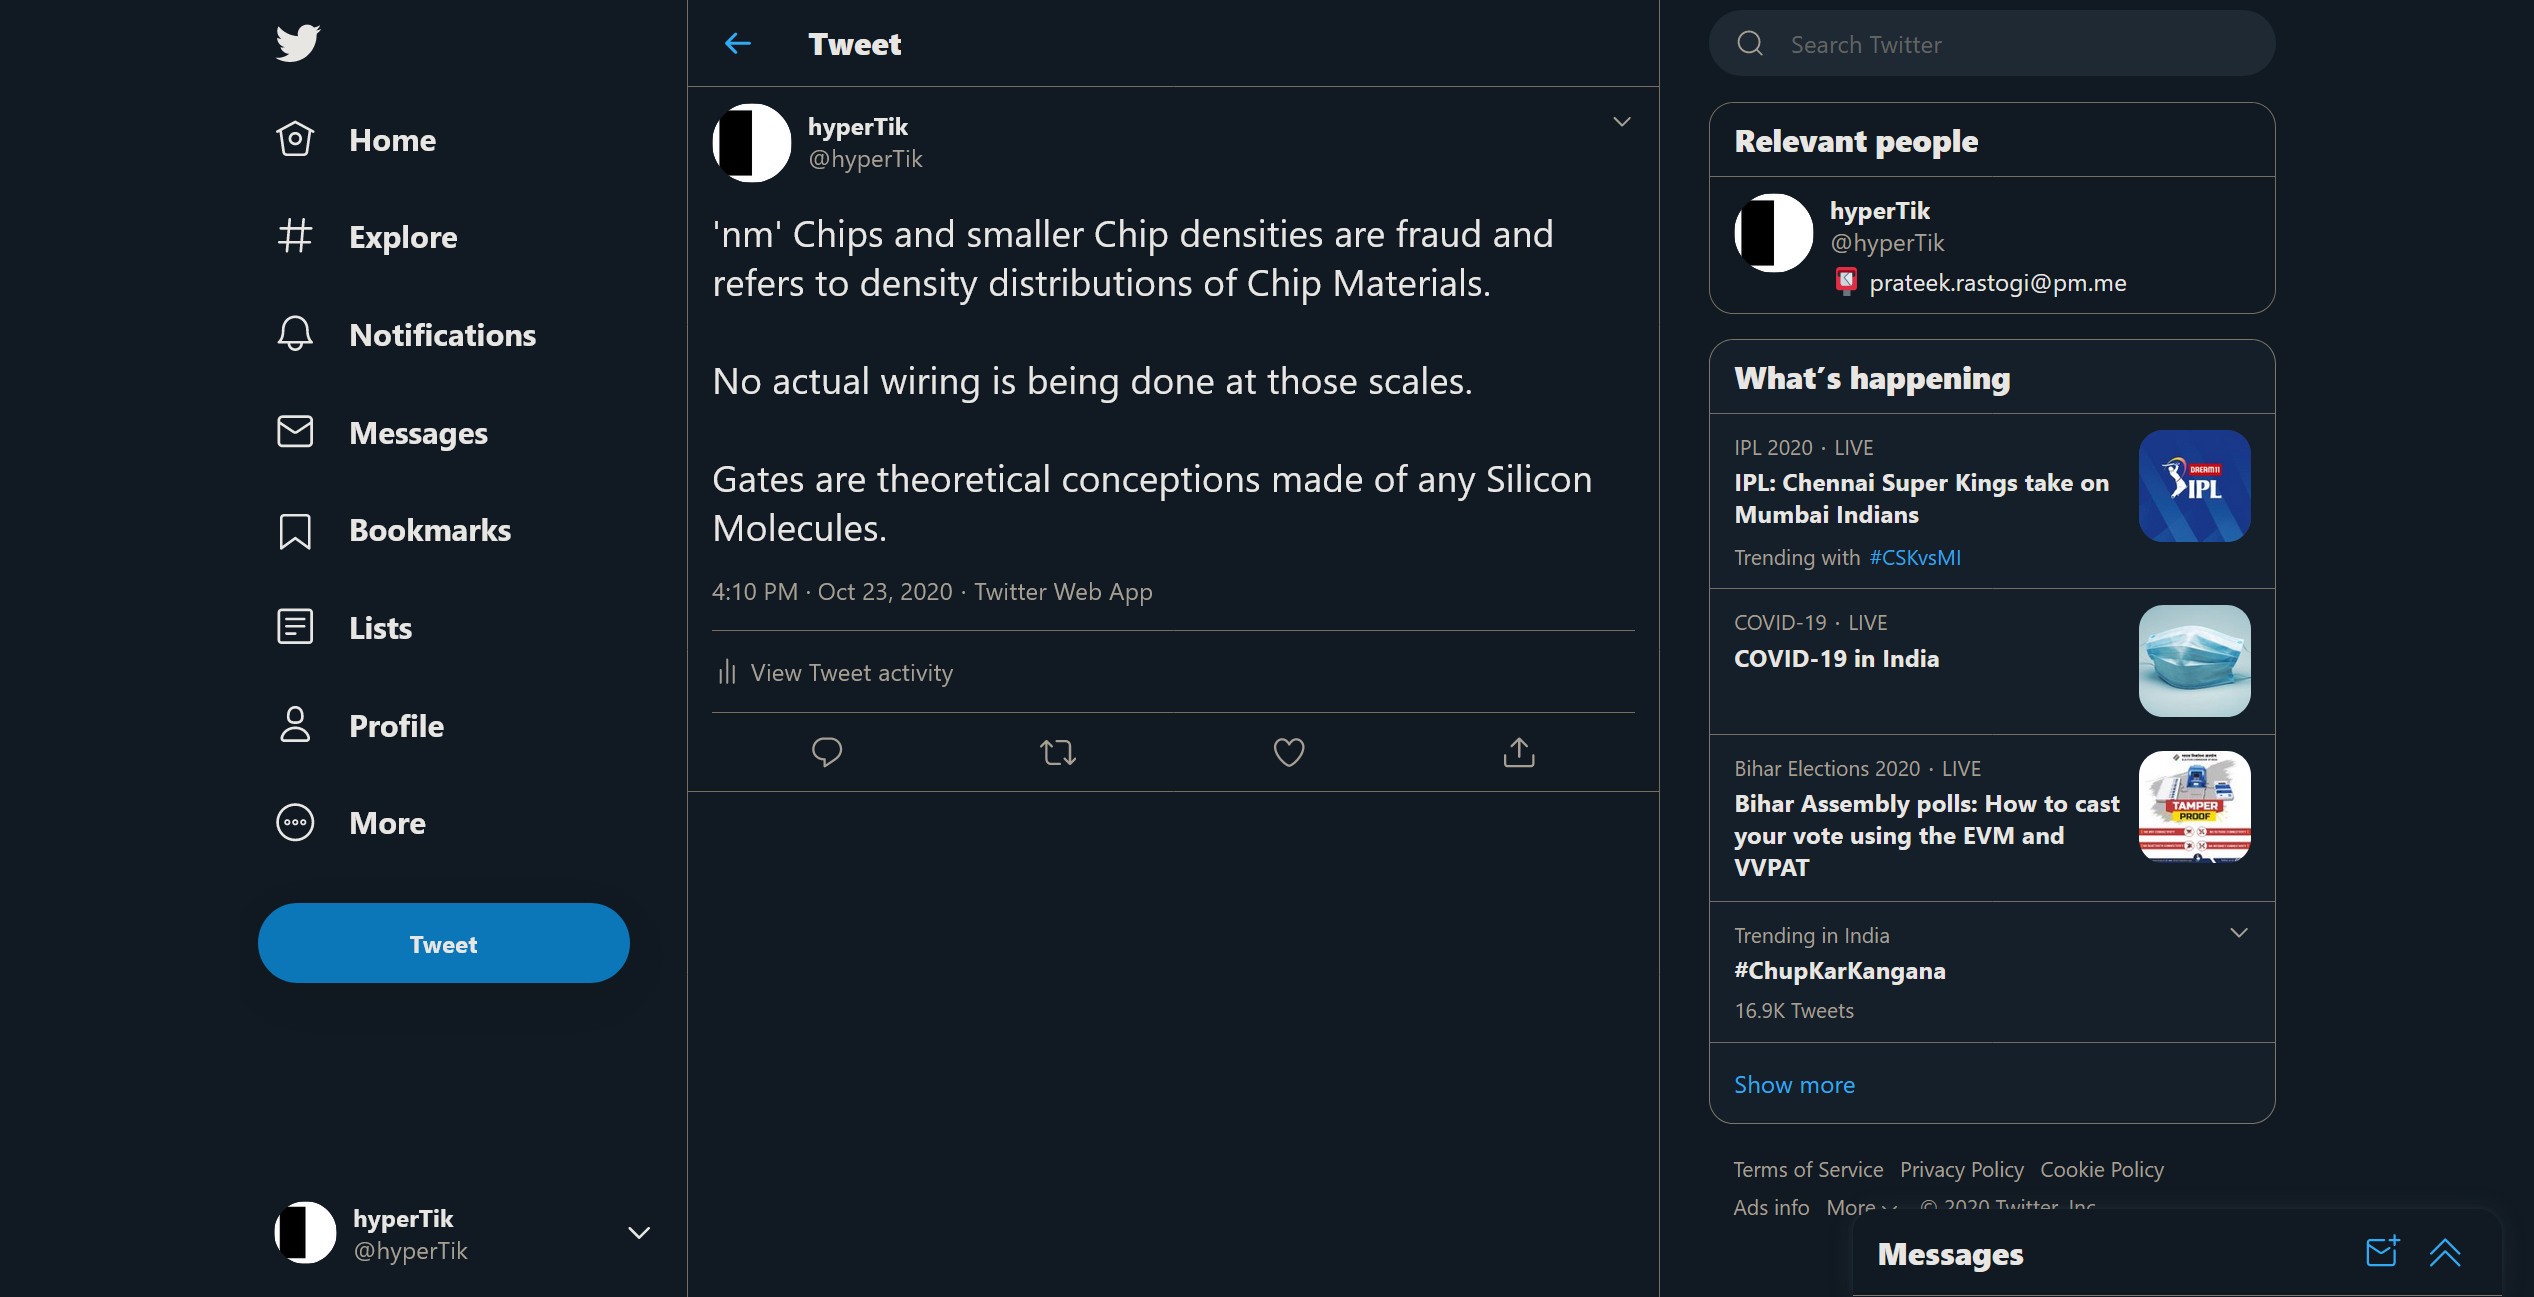 Home
Explore
Notifications
Messages
Bookmarks
Lists
Profile
More
Tweet
hyperTik
@hyperTik
Tweet
hyperTik
@hyperTik
'nm' Chips and smaller Chip densities are fraud and
refers to density distributions of Chip Materials.
No actual wiring is being done at those scales.
Gates are theoretical conceptions made of any Silicon
Molecules.
4:10 PM · Oct 23, 2020 · Twitter Web App
View Tweet activity
Search Twitter
Relevant people
hyperTik
@hyperTik
prateek.rastogi@pm.me
What's happening
IPL 2020 · LIVE
IPL: Chennai Super Kings take on
Mumbai Indians
Trending with #CSKvsMI
DREAM11
IPL
COVID-19 · LIVE
COVID-19 in India
Bihar Elections 2020 · LIVE
Bihar Assembly polls: How to cast
your vote using the EVM and
VVPAT
TAMPER
PROOF
Trending in India
#ChupKarKangana
16.9K Tweets
Show more
Terms of Service Privacy Policy Cookie Policy
Ads info More © 2020 Twitter, Inc.
Messages